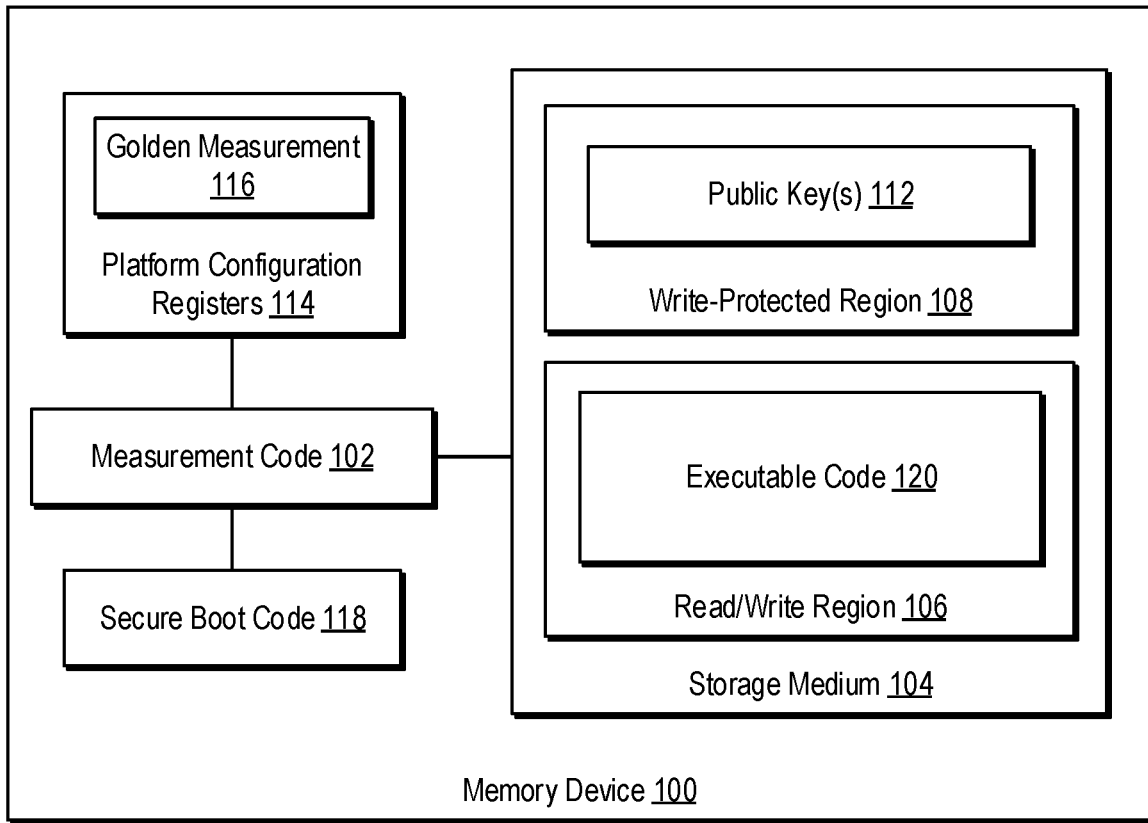 Golden Measurement
116
Platform Configuration
Registers 114
Measurement Code 102
Secure Boot Code 118
Public Key(s) 112
Write-Protected Region 108
Executable Code 120
Read/Write Region 106
Storage Medium 104
Memory Device 100